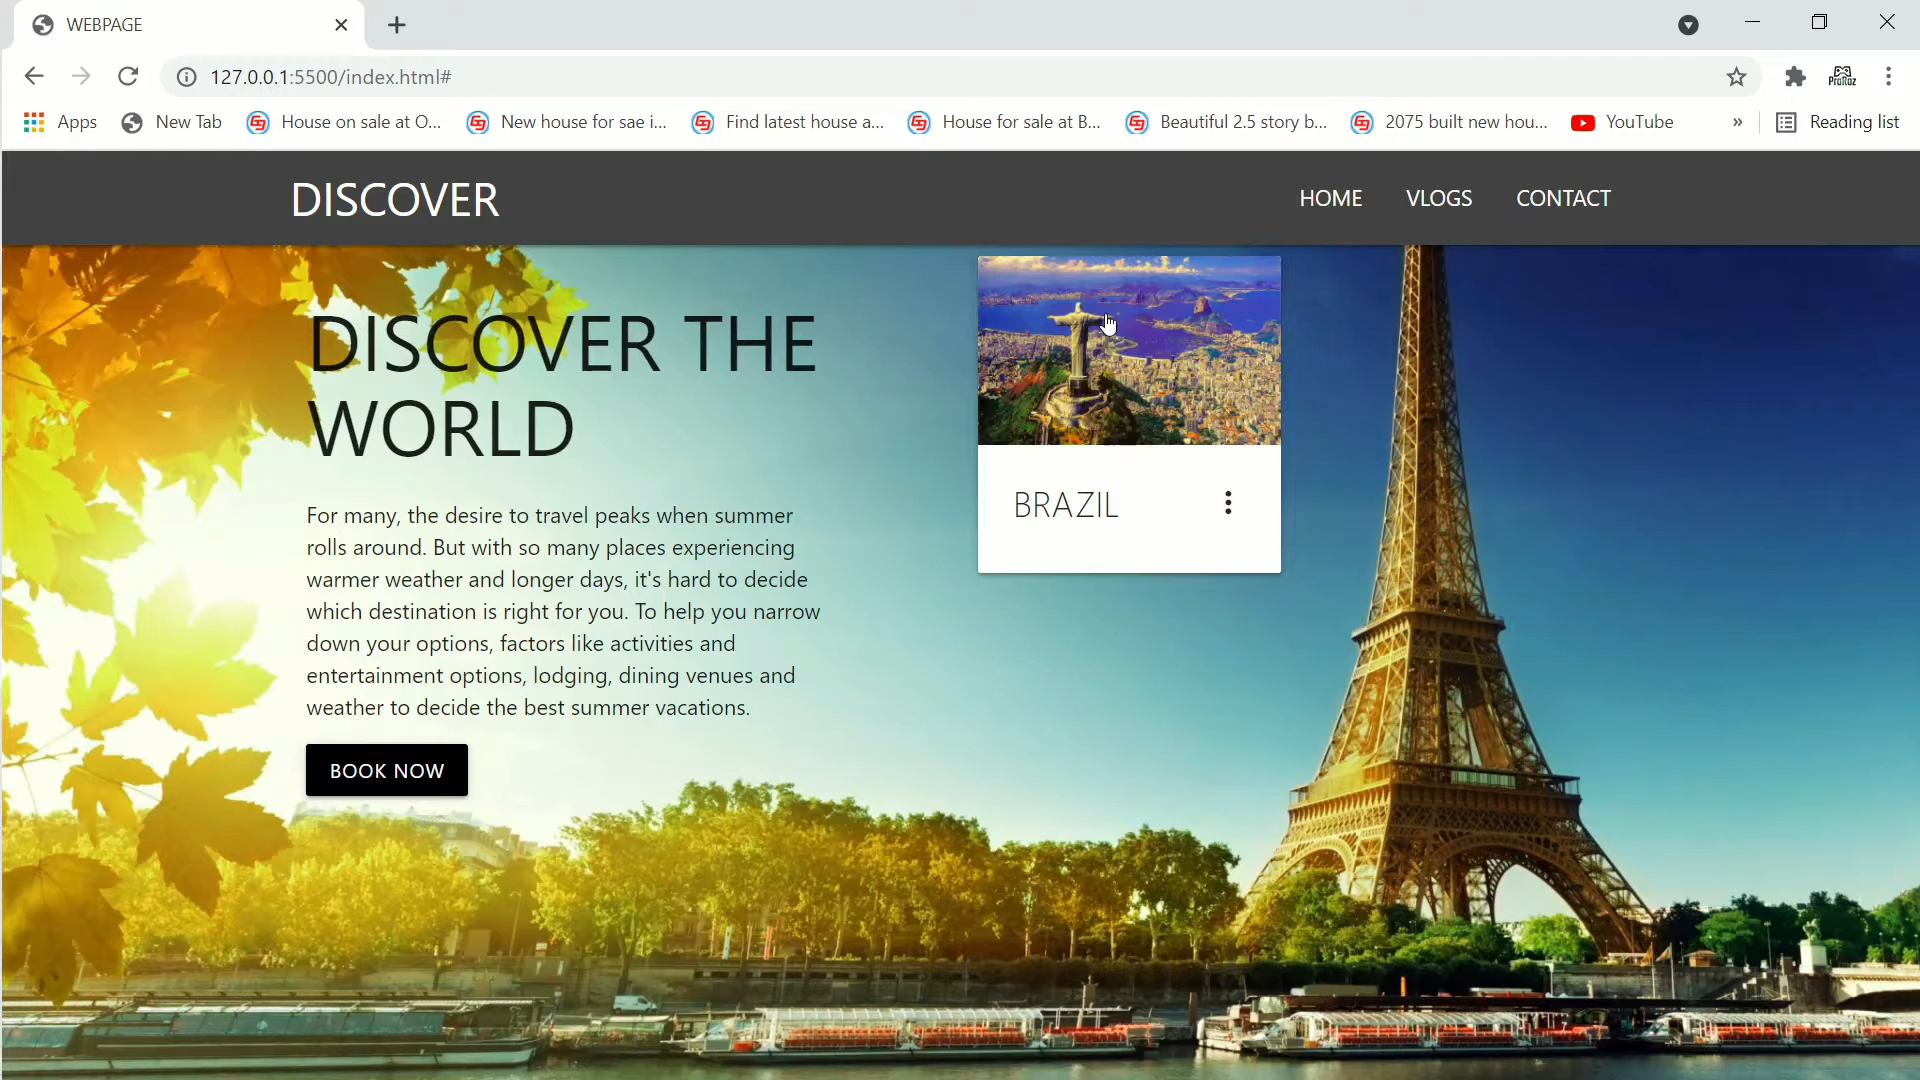 WEBPAGE
127.0.0.1:5500/index.html#
ProRoz
Apps
New Tab
House on sale at O...
New house for sae i...
Find latest house a...
House for sale at B...
Beautiful 2.5 story b...
2075 built new hou...
YouTube
»
Reading list
DISCOVER
HOME
VLOGS
CONTACT
DISCOVER THE
WORLD
For many, the desire to travel peaks when summer
rolls around. But with so many places experiencing
warmer weather and longer days, it's hard to decide
which destination is right for you. To help you narrow
down your options, factors like activities and
entertainment options, lodging, dining venues and
weather to decide the best summer vacations.
BOOK NOW
BRAZIL